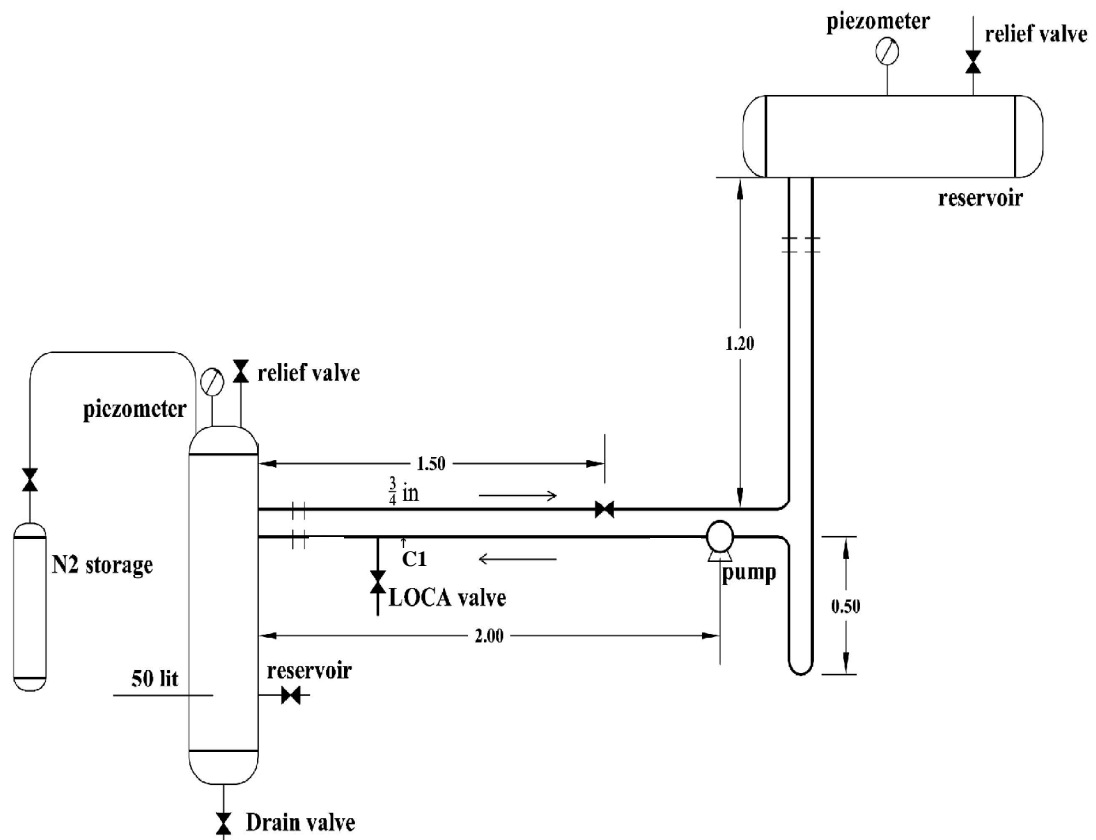 piezometer
relief valve
reservoir
1.20
relief valve
piezometer
1.50
3/4 in
N2 storage
C1
pump
LOCA valve
0.50
2.00
reservoir
50 lit
Drain valve